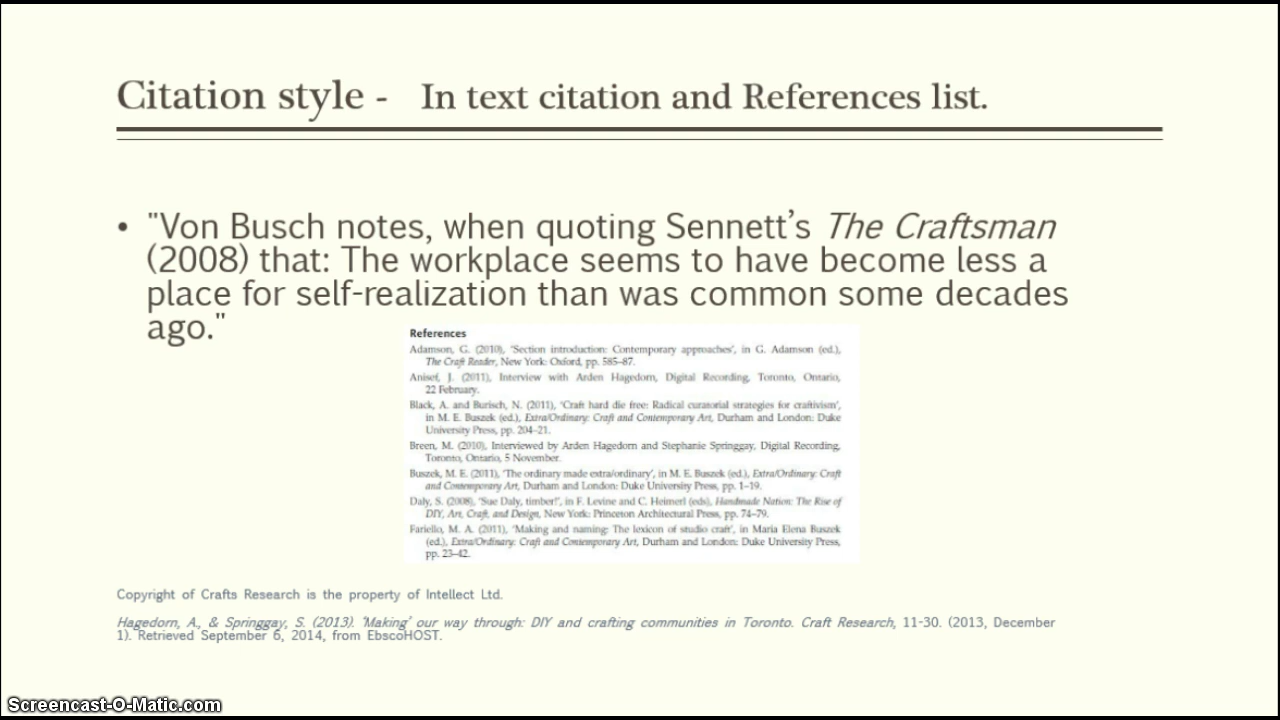 Citation style - In text citation and References list.
• "Von Busch notes, when quoting Sennett’s The Craftsman
(2008) that: The workplace seems to have become less a
place for self-realization than was common some decades
ago."
References
Adamson, G. (2010), ‘Section introduction: Contemporary approaches’, in G. Adamson (ed.),
The Craft Reader, New York: Oxford, pp. 585–87.
Anisef, J. (2011), Interview with Arden Hagedorn, Digital Recording, Toronto, Ontario,
22 February.
Black, A. and Burisch, N. (2011), ‘Craft hard die free: Radical curatorial strategies for craftivism’,
in M. E. Buszek (ed.), Extra/Ordinary: Craft and Contemporary Art, Durham and London: Duke
University Press, pp. 204–21.
Breen, M. (2010), Interviewed by Arden Hagedorn and Stephanie Springgay, Digital Recording,
Toronto, Ontario, 5 November.
Buszek, M. E. (2011), ‘The ordinary made extra/ordinary’, in M. E. Buszek (ed.), Extra/Ordinary: Craft
and Contemporary Art, Durham and London: Duke University Press, pp. 1–19.
Daly, S. (2008), ‘Sue Daly, timber!’, in F. Levine and C. Heimerl (eds), Handmade Nation: The Rise of
DIY, Art, Craft, and Design, New York: Princeton Architectural Press, pp. 74–79.
Fariello, M. A. (2011), ‘Making and naming: The lexicon of studio craft’, in Maria Elena Buszek
(ed.), Extra/Ordinary: Craft and Contemporary Art, Durham and London: Duke University Press,
pp. 23–42.
Copyright of Crafts Research is the property of Intellect Ltd.
Hagedorn, A., & Springgay, S. (2013). ‘Making’ our way through: DIY and crafting communities in Toronto. Craft Research, 11-30. (2013, December
1). Retrieved September 6, 2014, from EbscoHOST.
Screencast-O-Matic.com